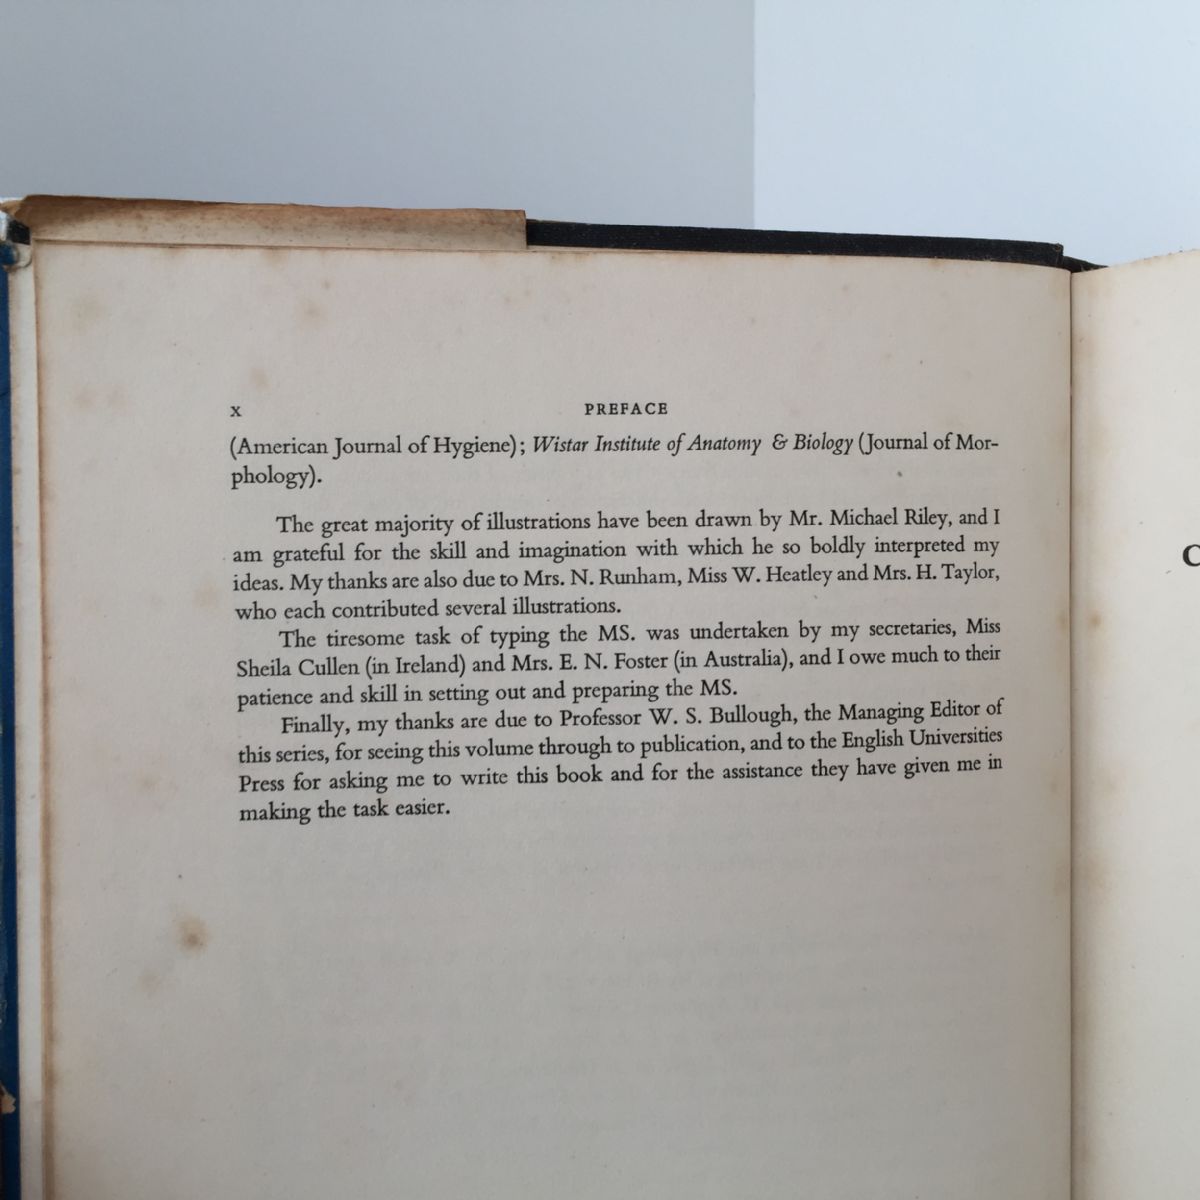 x PREFACE
(American Journal of Hygiene); Wistar Institute of Anatomy & Biology (Journal of Mor-
phology).
The great majority of illustrations have been drawn by Mr. Michael Riley, and I
am grateful for the skill and imagination with which he so boldly interpreted my
ideas. My thanks are also due to Mrs. N. Runham, Miss W. Heatley and Mrs. H. Taylor,
who each contributed several illustrations.
The tiresome task of typing the MS. was undertaken by my secretaries, Miss
Sheila Cullen (in Ireland) and Mrs. E. N. Foster (in Australia), and I owe much to their
patience and skill in setting out and preparing the MS.
Finally, my thanks are due to Professor W. S. Bullough, the Managing Editor of
this series, for seeing this volume through to publication, and to the English Universities
Press for asking me to write this book and for the assistance they have given me in
making the task easier.